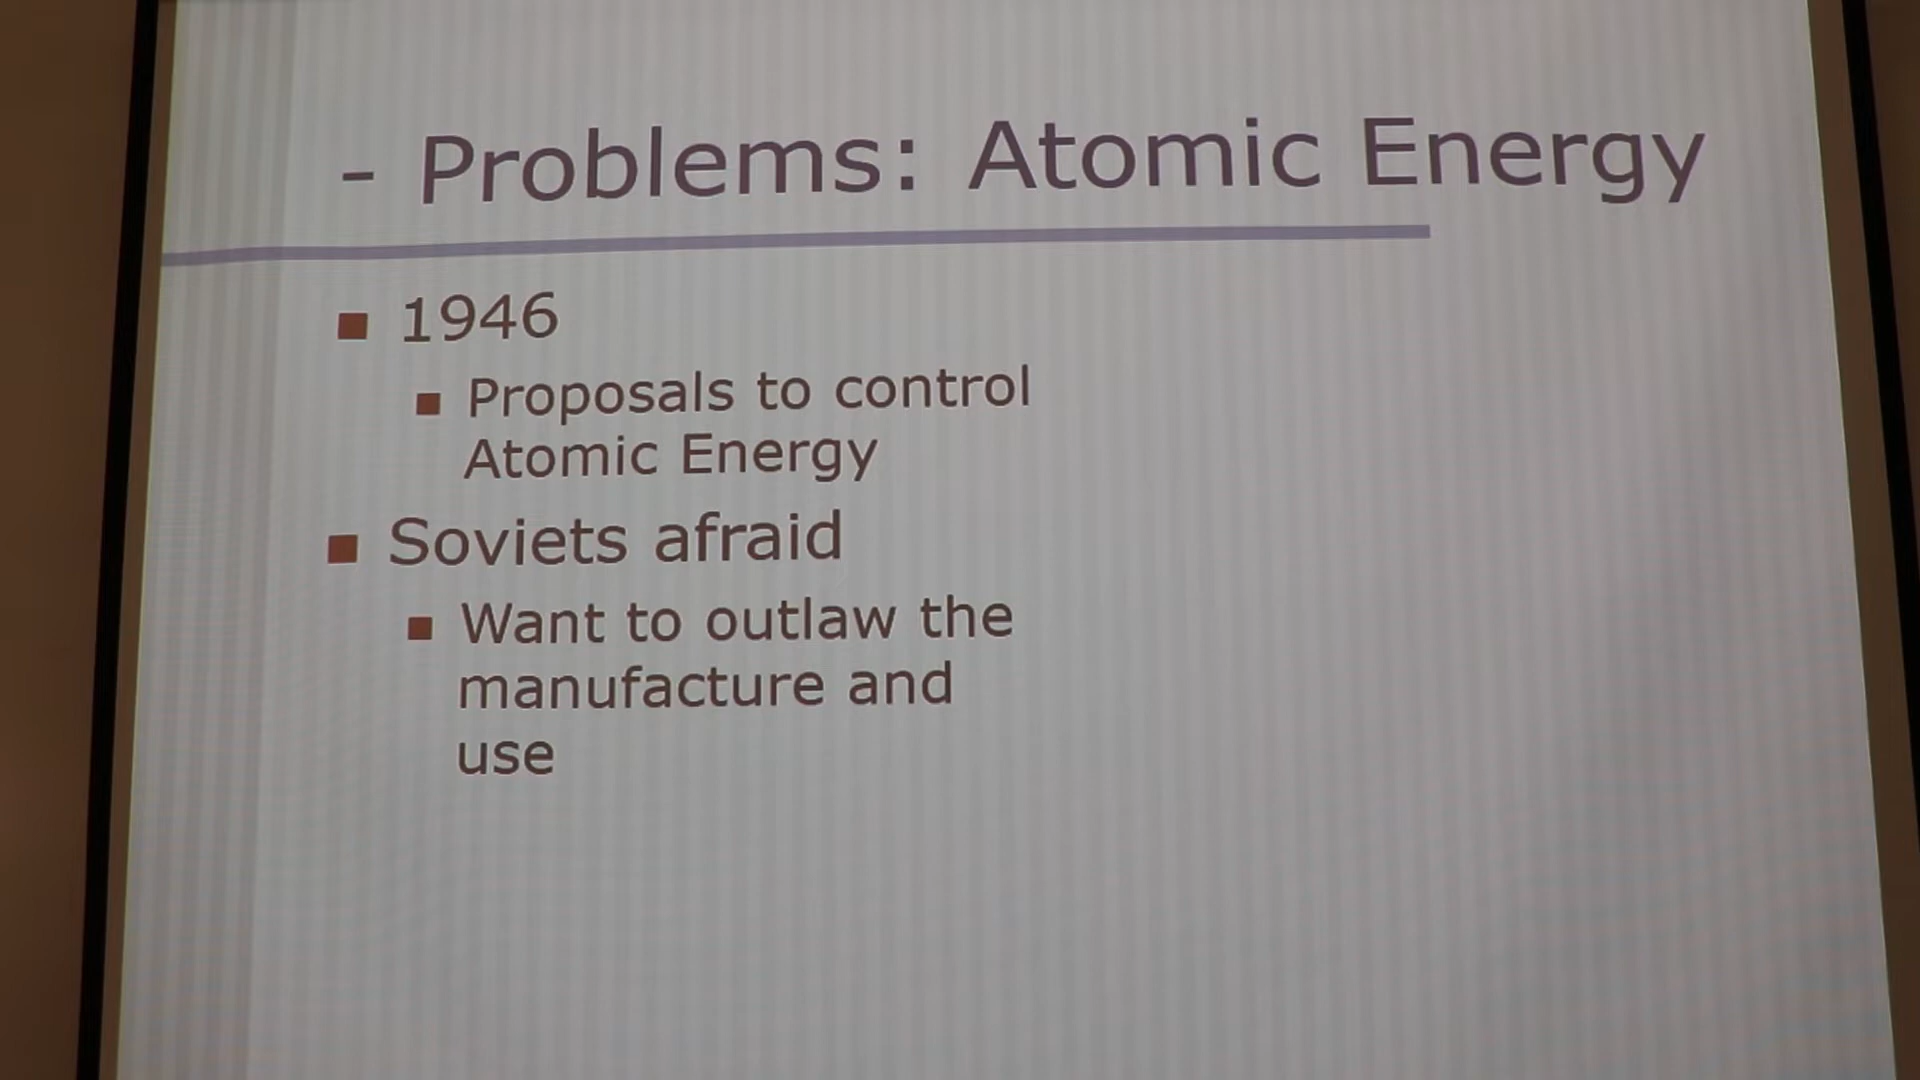 - Problems: Atomic Energy
1946
Proposals to control
Atomic Energy
Soviets afraid
Want to outlaw the
manufacture and
use